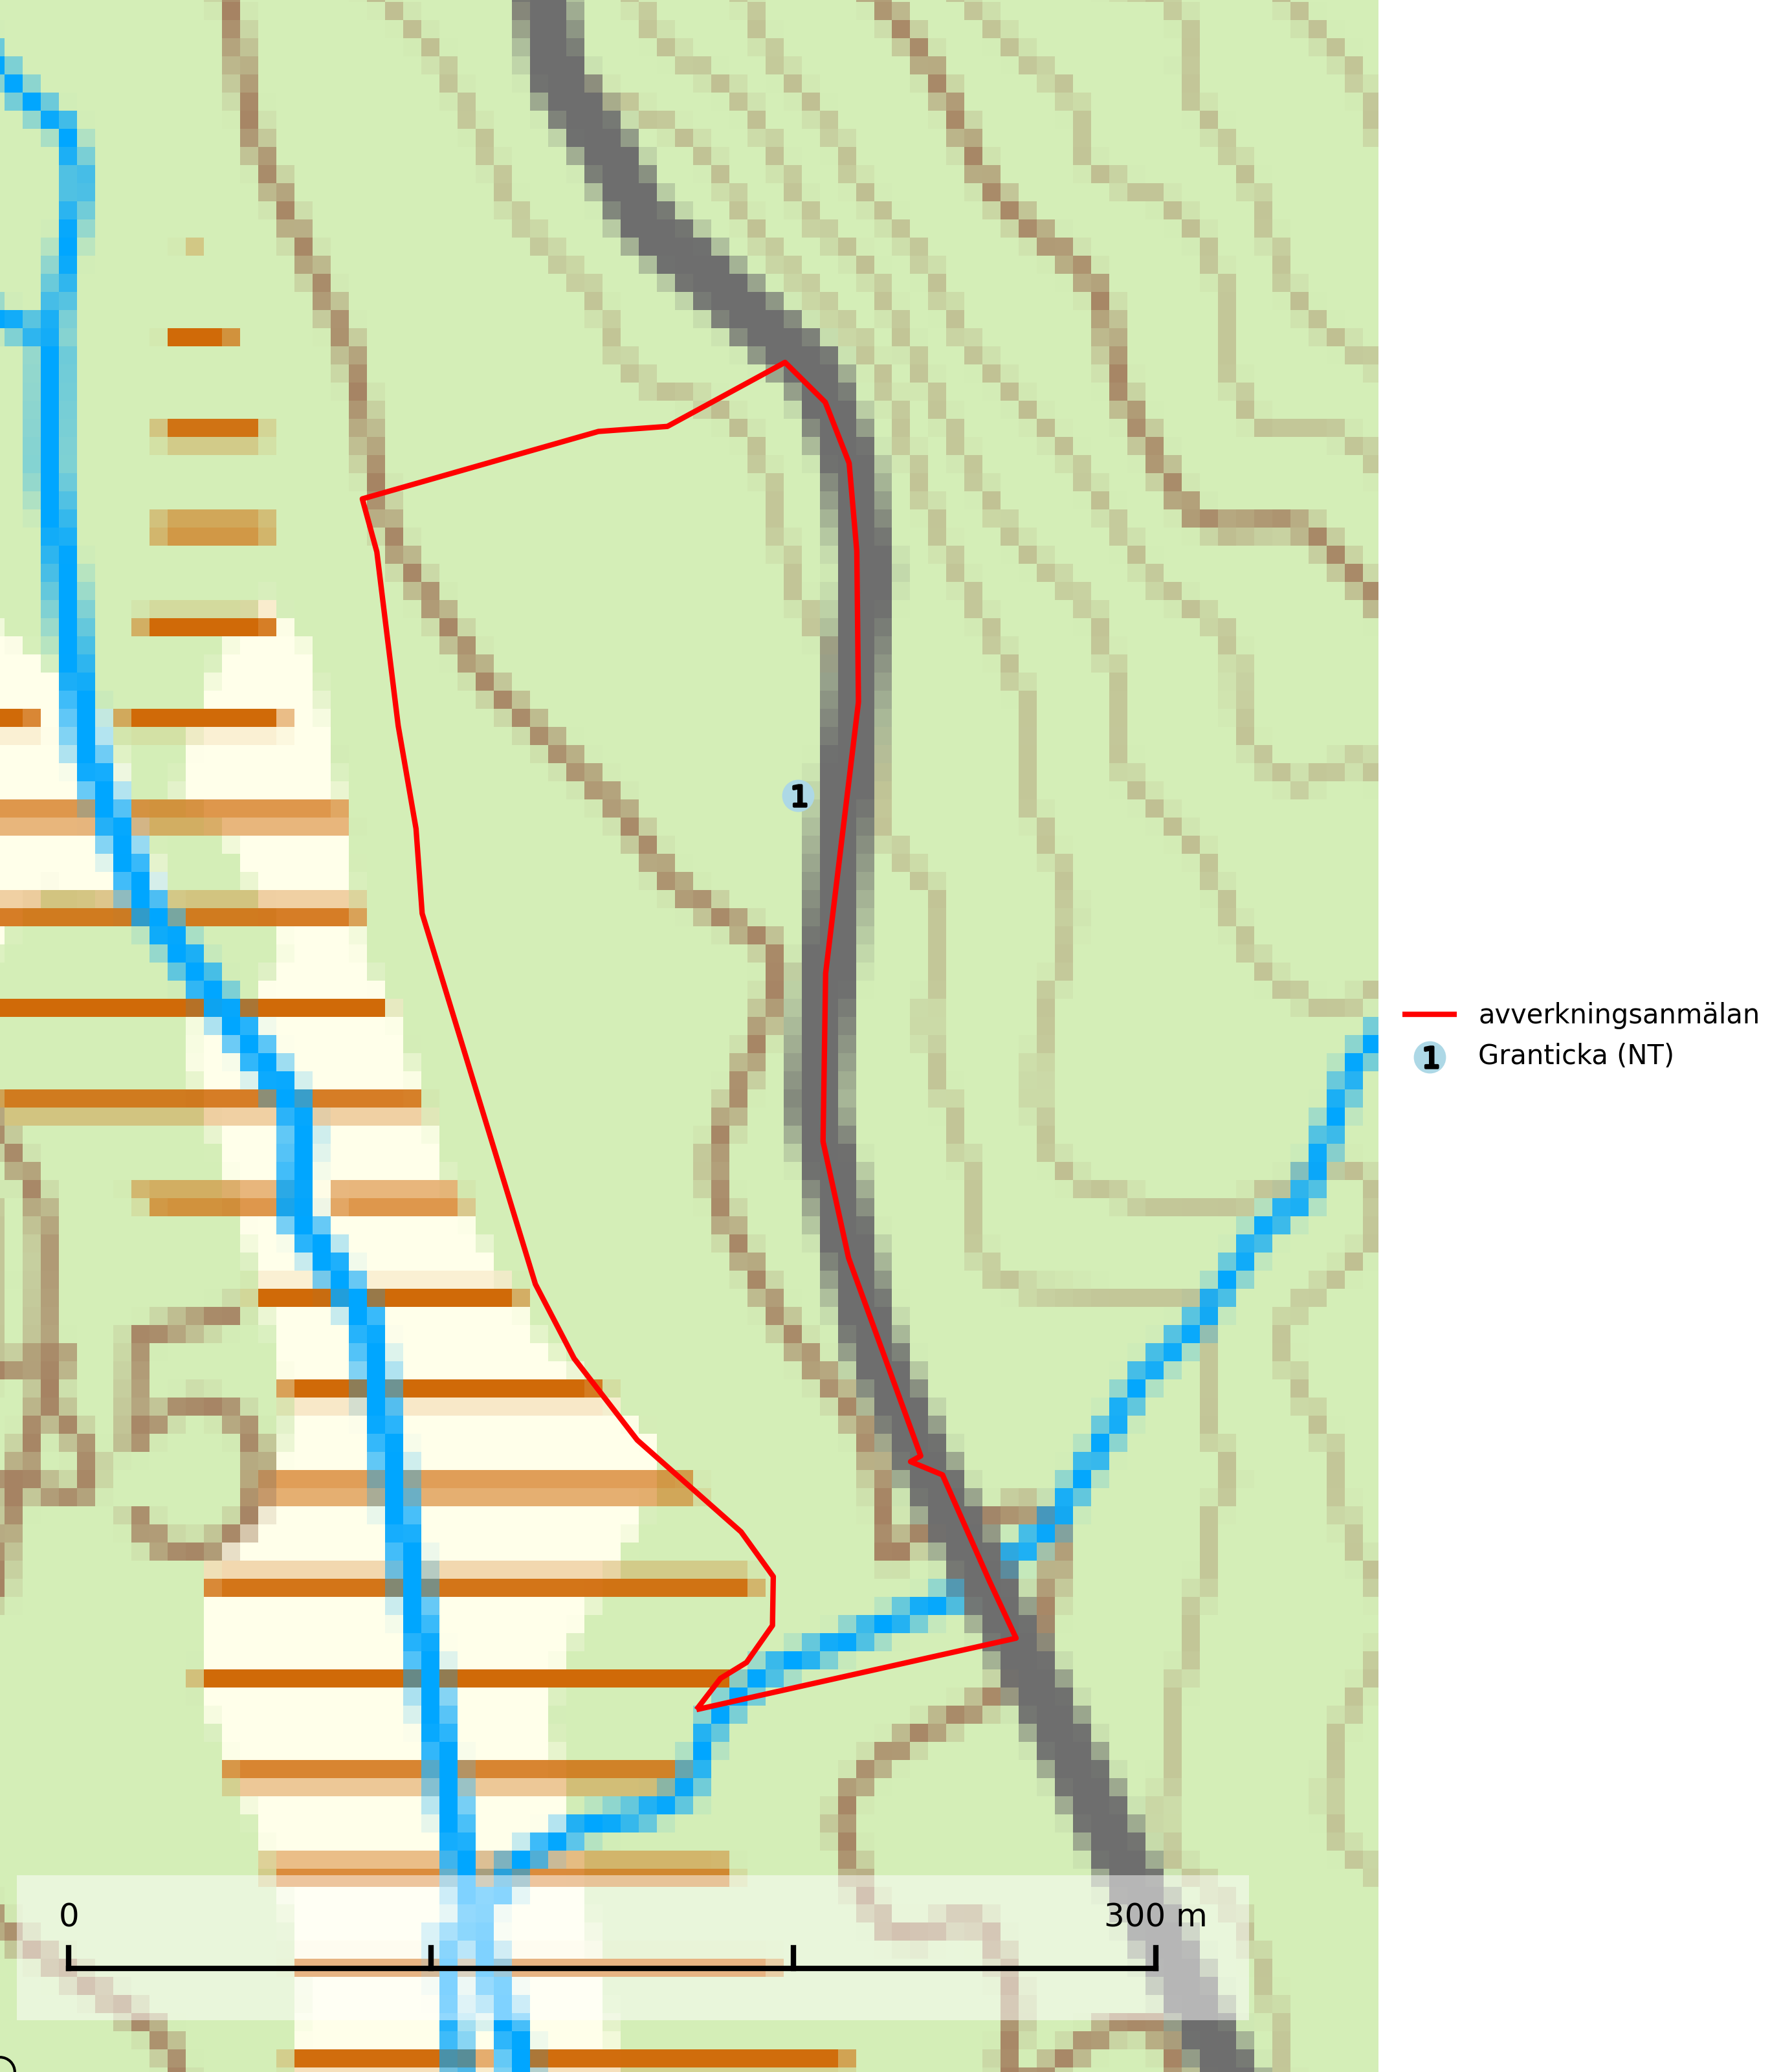 1
avverkningsanmälan
1 Granticka (NT)
0 300 m